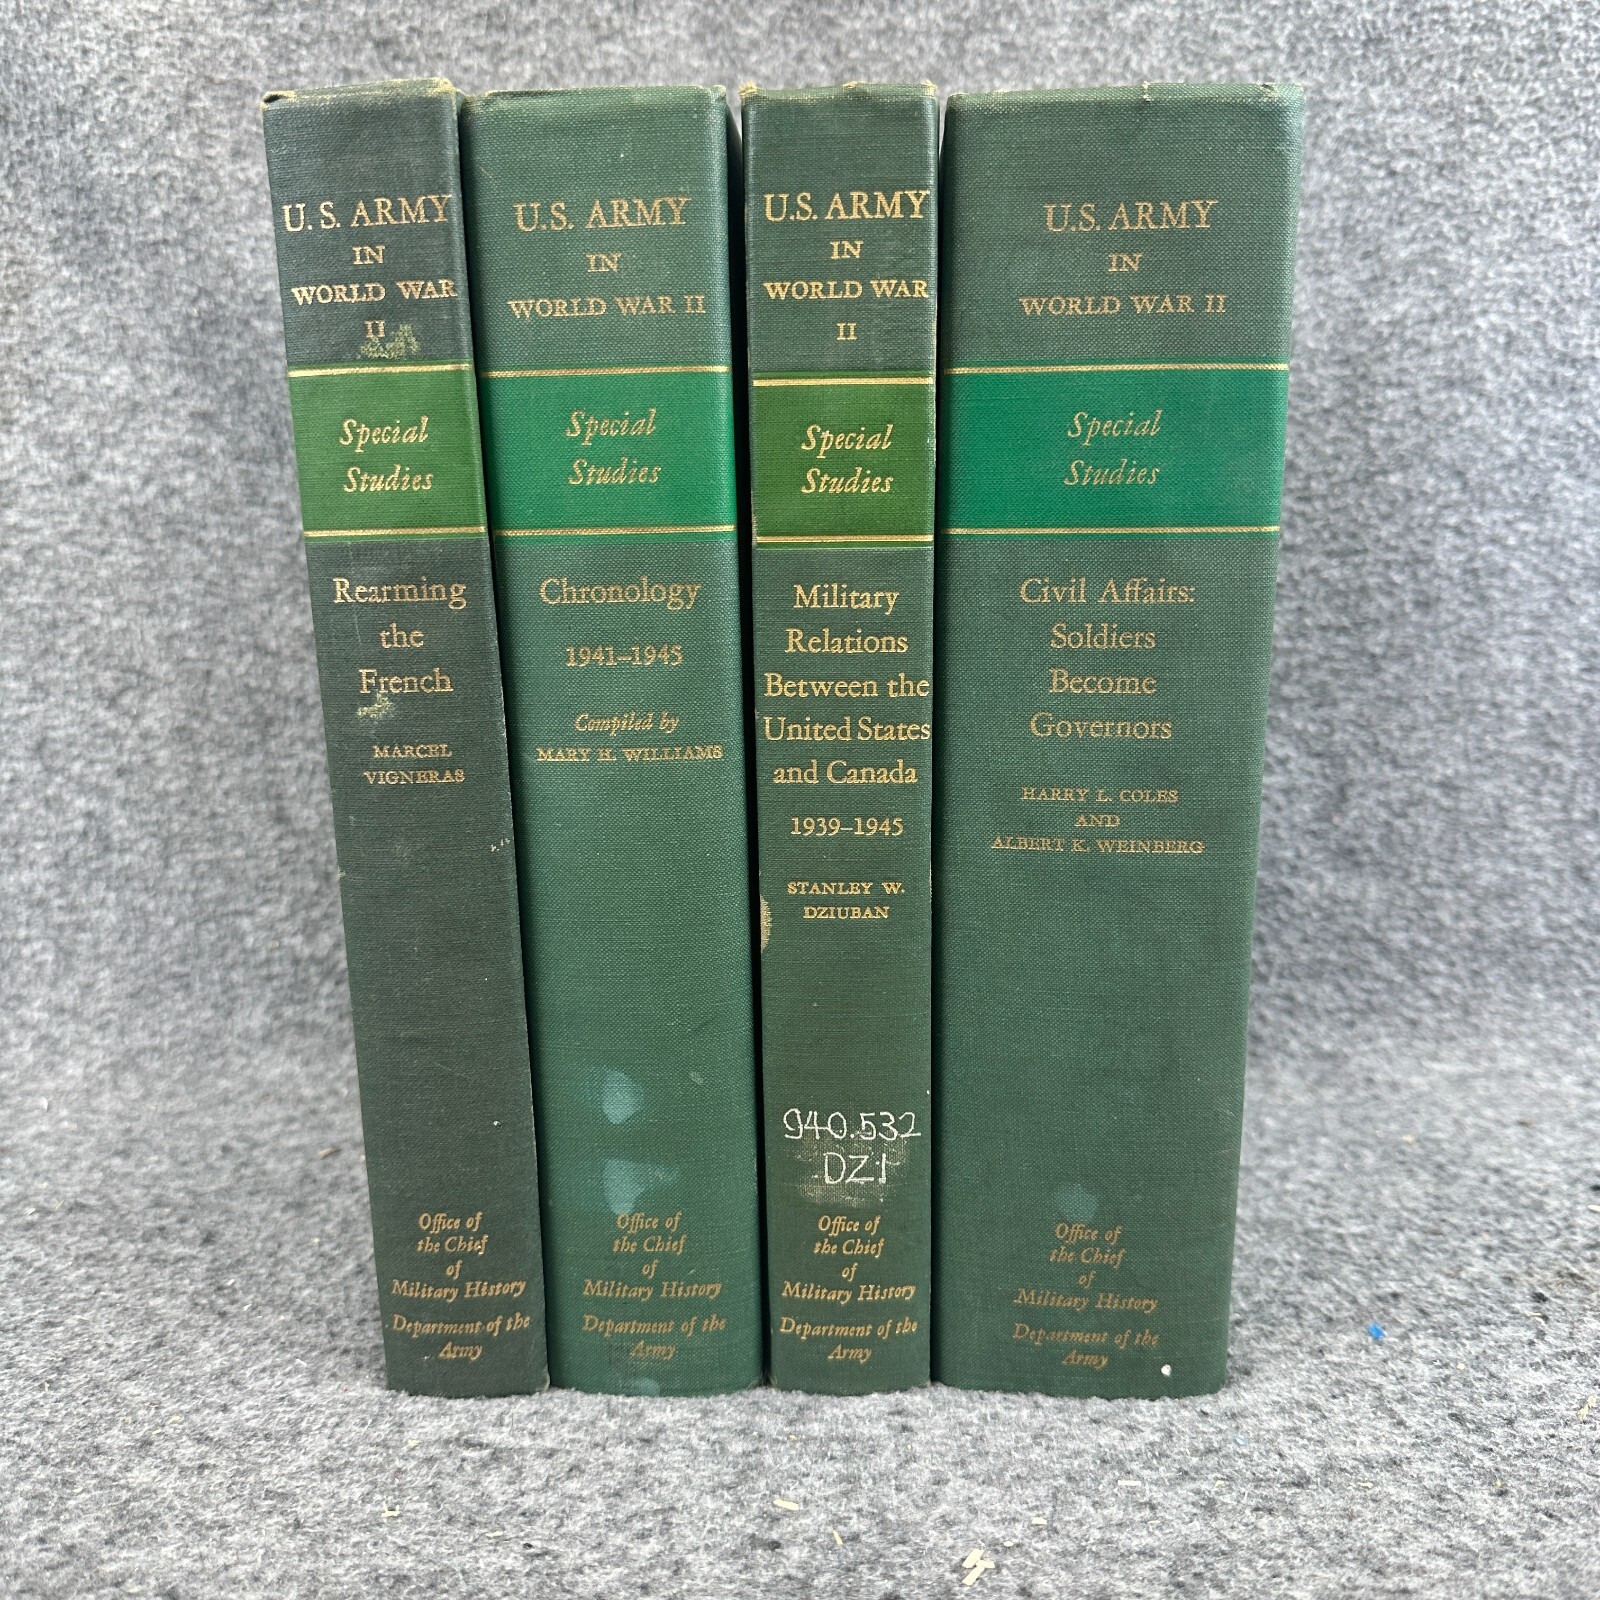 U. S. ARMY
IN
WORLD WAR
II
Special
Studies
Rearming
the
French
MARCEL
VIGNERAS
Office of
the Chief
of
Military History
Department of the
Army
U.S. ARMY
IN
WORLD WAR II
Special
Studies
Chronology
1941–1945
Compiled by
MARY H. WILLIAMS
Office of
the Chief
of
Military History
Department of the
Army
U.S. ARMY
IN
WORLD WAR
II
Special
Studies
Military
Relations
Between the
United States
and Canada
1939–1945
STANLEY W.
DZIUBAN
940.532
DZ1
Office of
the Chief
of
Military History
Department of the
Army
U.S. ARMY
IN
WORLD WAR II
Special
Studies
Civil Affairs:
Soldiers
Become
Governors
HARRY L. COLES
AND
ALBERT K. WEINBERG
Office of
the Chief
of
Military History
Department of the
Army